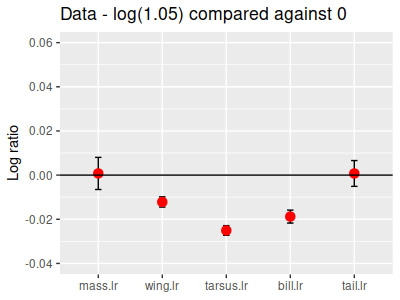 Data - log(1.05) compared against 0
0.06
0.04
0.02
0.00
-0.02
-0.04
Log ratio
mass.lr wing.lr tarsus.lr bill.lr tail.lr